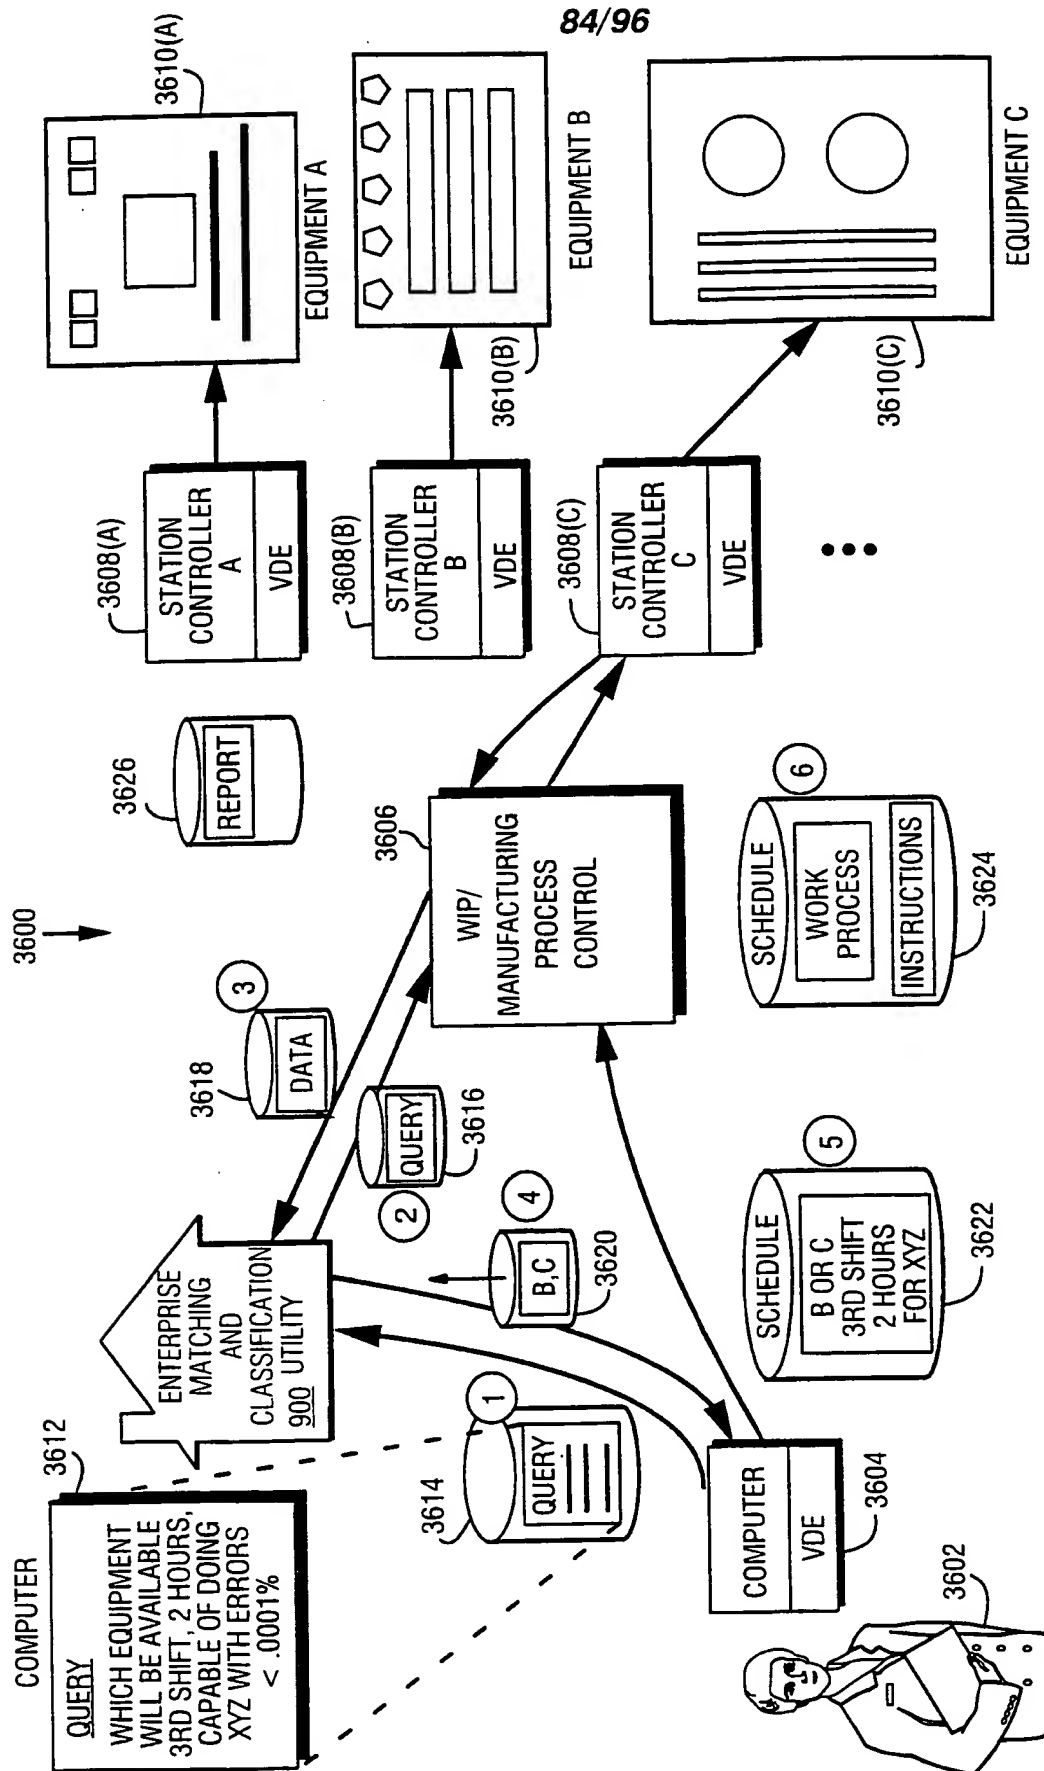 84/96
3600
COMPUTER
3612
QUERY
WHICH EQUIPMENT
WILL BE AVAILABLE
3RD SHIFT, 2 HOURS,
CAPABLE OF DOING
XYZ WITH ERRORS
< .0001%
ENTERPRISE
MATCHING
AND
CLASSIFICATION
900 UTILITY
3618
DATA
3
2
QUERY
3616
3626
REPORT
3608(A)
STATION
CONTROLLER
A
VDE
3610(A)
EQUIPMENT A
3614
QUERY
1
4
B,C
3620
3606
WIP/
MANUFACTURING
PROCESS
CONTROL
3608(B)
STATION
CONTROLLER
B
VDE
3610(B)
EQUIPMENT B
COMPUTER
VDE
3604
3608(C)
STATION
CONTROLLER
C
VDE
3610(C)
EQUIPMENT C
3602
SCHEDULE
B OR C
3RD SHIFT
2 HOURS
FOR XYZ
5
3622
SCHEDULE
WORK
PROCESS
INSTRUCTIONS
6
3624